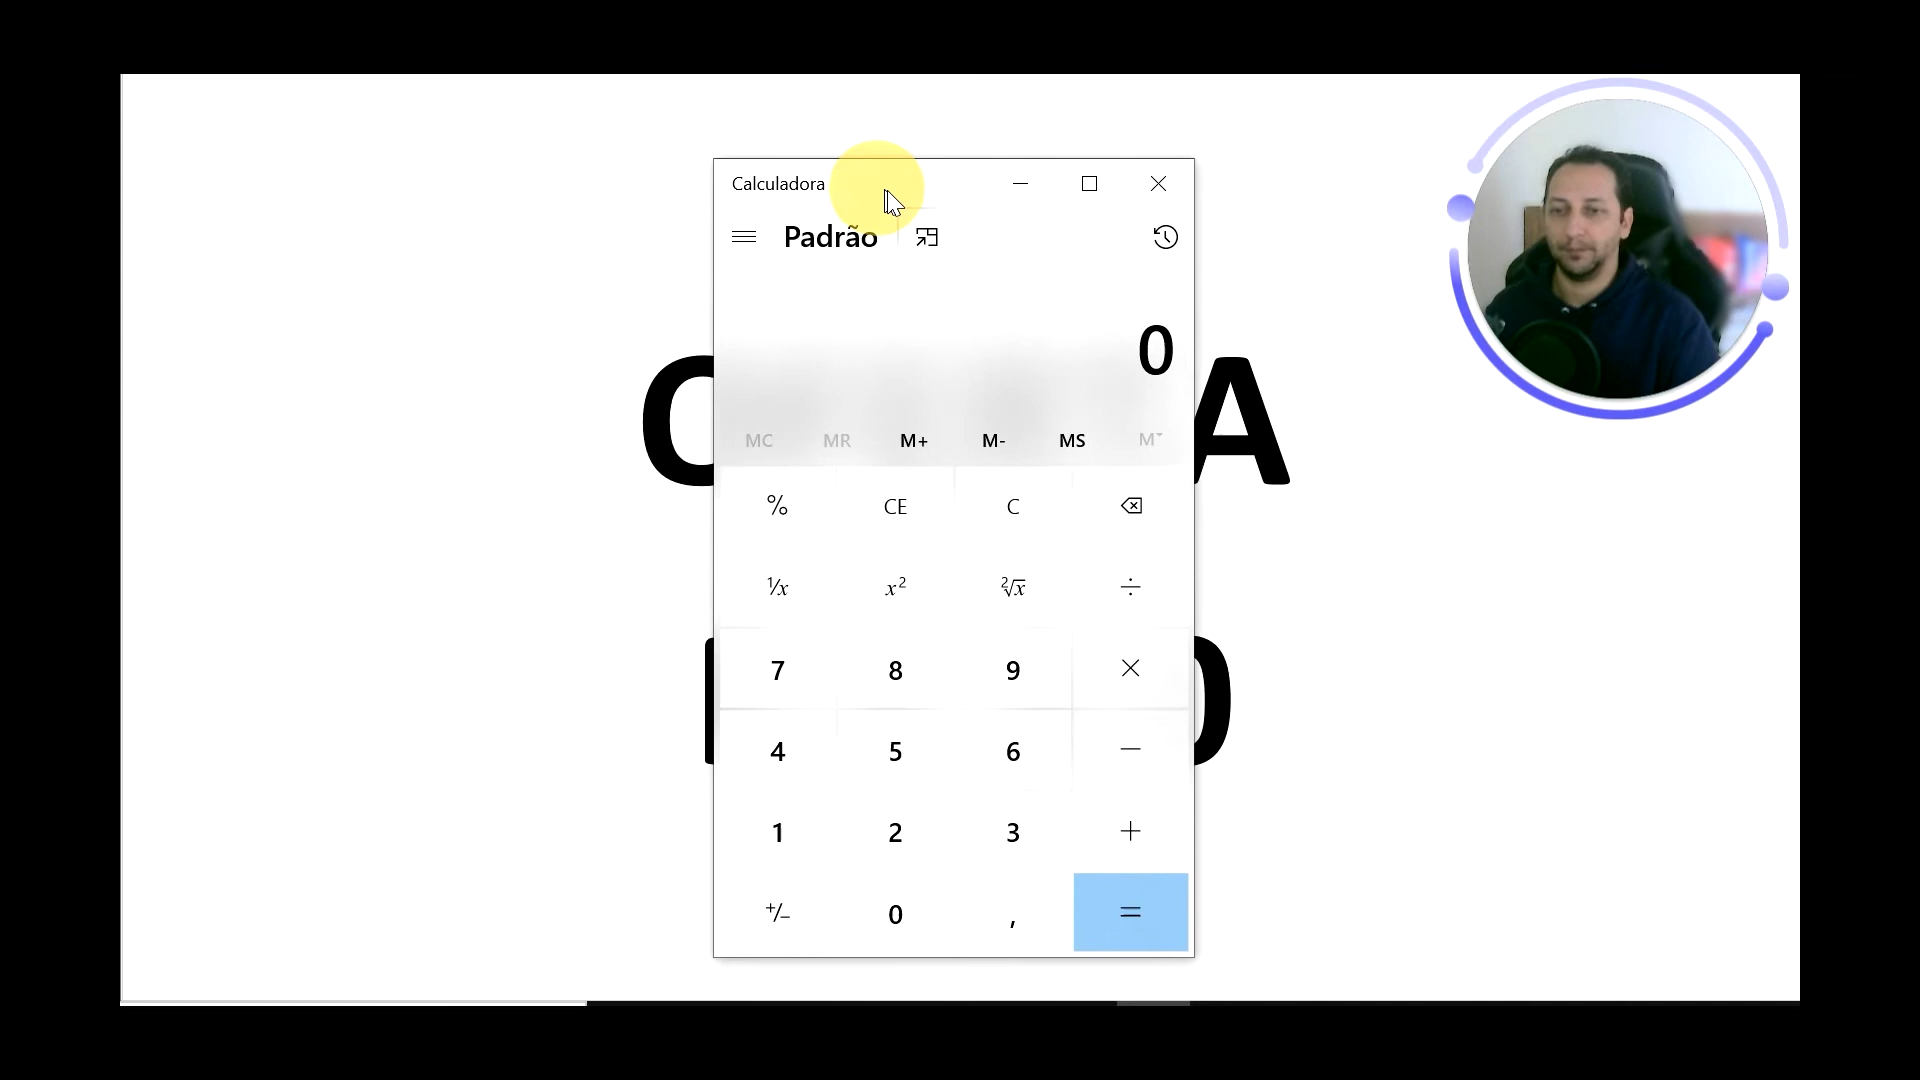 Calculadora
Padrão
0
MC MR M+ M- MS M˅
% CE C
⅟x x² ²√x ÷
7 8 9 ×
4 5 6 −
1 2 3 +
+/− 0 , =